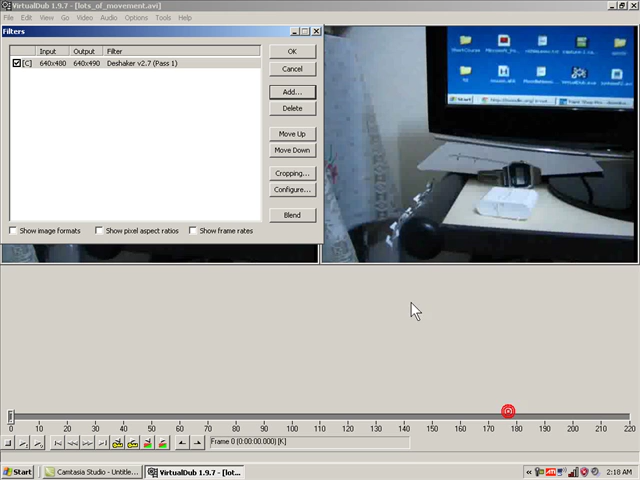 VirtualDub 1.9.7 - [lots_of_movement.avi]
File Edit View Go Video Audio Options Tools Help
Filters
Input Output Filter
[C] 640x480 640x490 Deshaker v2.7 (Pass 1)
OK
Cancel
Add...
Delete
Move Up
Move Down
Cropping...
Configure...
Blend
Show image formats Show pixel aspect ratios Show frame rates
Start
0 10 20 30 40 50 60 70 80 90 100 110 120 130 140 150 160 170 180 190 200 210 220
Frame 0 (0:00:00.000) [K]
Start Camtasia Studio - Untitle... VirtualDub 1.9.7 - [lot... 2:18 AM